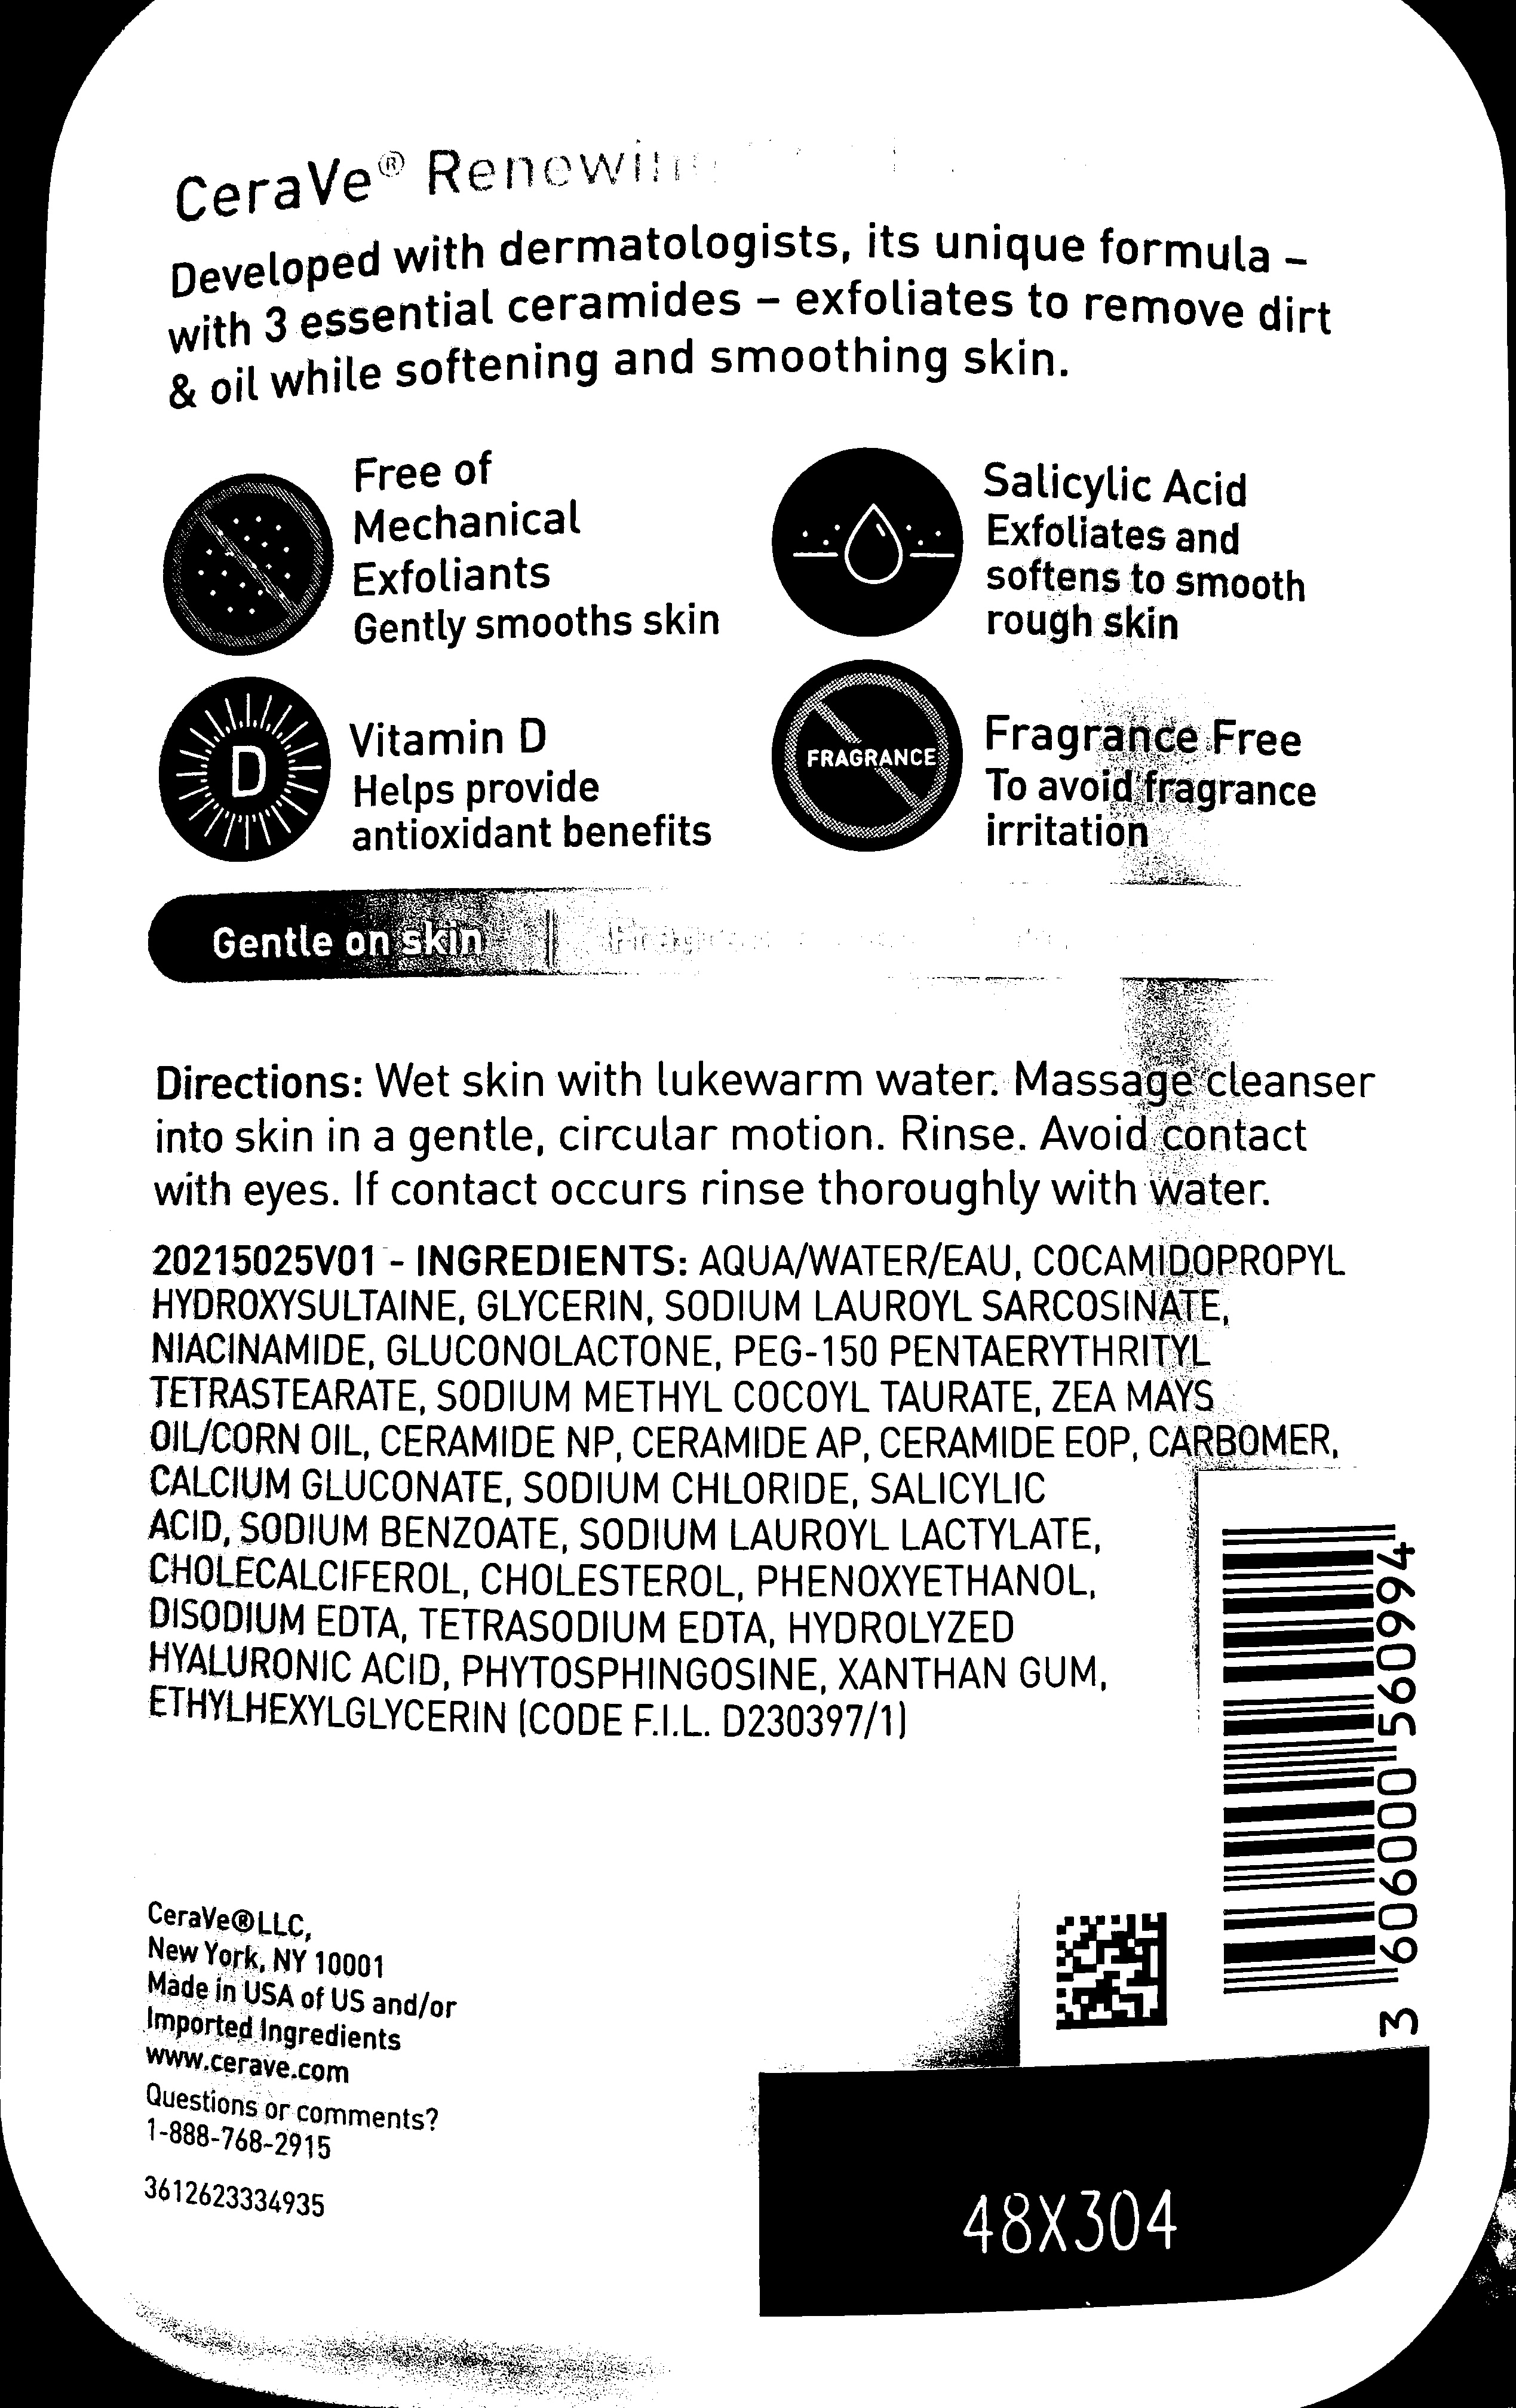 CeraVe®
Developed with dermatologists, its unique formula –
with 3 essential ceramides – exfoliates to remove dirt
& oil while softening and smoothing skin.
Free of
Mechanical
Exfoliants
Gently smooths skin
Salicylic Acid
Exfoliates and
softens to smooth
rough skin
D
Vitamin D
Helps provide
antioxidant benefits
FRAGRANCE
Fragrance Free
To avoid fragrance
irritation
Gentle on skin |
Directions: Wet skin with lukewarm water. Massage cleanser
into skin in a gentle, circular motion. Rinse. Avoid contact
with eyes. If contact occurs rinse thoroughly with water.
20215025V01 - INGREDIENTS: AQUA/WATER/EAU, COCAMIDOPROPYL
HYDROXYSULTAINE, GLYCERIN, SODIUM LAUROYL SARCOSINATE,
NIACINAMIDE, GLUCONOLACTONE, PEG-150 PENTAERYTHRITYL
TETRASTEARATE, SODIUM METHYL COCOYL TAURATE, ZEA MAYS
OIL/CORN OIL, CERAMIDE NP, CERAMIDE AP, CERAMIDE EOP, CARBOMER,
CALCIUM GLUCONATE, SODIUM CHLORIDE, SALICYLIC
ACID, SODIUM BENZOATE, SODIUM LAUROYL LACTYLATE,
CHOLECALCIFEROL, CHOLESTEROL, PHENOXYETHANOL,
DISODIUM EDTA, TETRASODIUM EDTA, HYDROLYZED
HYALURONIC ACID, PHYTOSPHINGOSINE, XANTHAN GUM,
ETHYLHEXYLGLYCERIN (CODE F.I.L. D230397/1)
3 606000 560994
CeraVe®LLC,
New York, NY 10001
Made in USA of US and/or
Imported Ingredients
www.cerave.com
Questions or comments?
1-888-768-2915
3612623334935
48X304